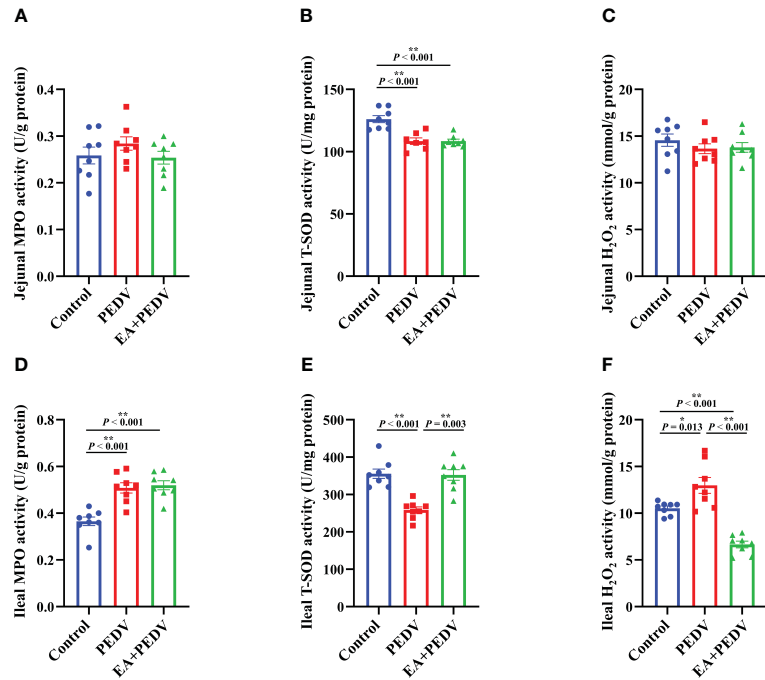 A
B
C
Jejunal MPO activity (U/g protein)
0.4
0.3
0.2
0.1
0.0
Control
PEDV
EA+PEDV
Jejunal T-SOD activity (U/mg protein)
150
100
50
0
**
P < 0.001
**
P < 0.001
Control
PEDV
EA+PEDV
Jejunal H₂O₂ activity (mmol/g protein)
20
15
10
5
0
Control
PEDV
EA+PEDV
D
E
F
Ileal MPO activity (U/g protein)
0.8
0.6
0.4
0.2
0.0
**
P < 0.001
**
P < 0.001
Control
PEDV
EA+PEDV
Ileal T-SOD activity (U/mg protein)
500
400
300
200
100
0
**
P < 0.001
**
P = 0.003
Control
PEDV
EA+PEDV
Ileal H₂O₂ activity (mmol/g protein)
20
15
10
5
0
**
P < 0.001
*
P = 0.013
**
P < 0.001
Control
PEDV
EA+PEDV